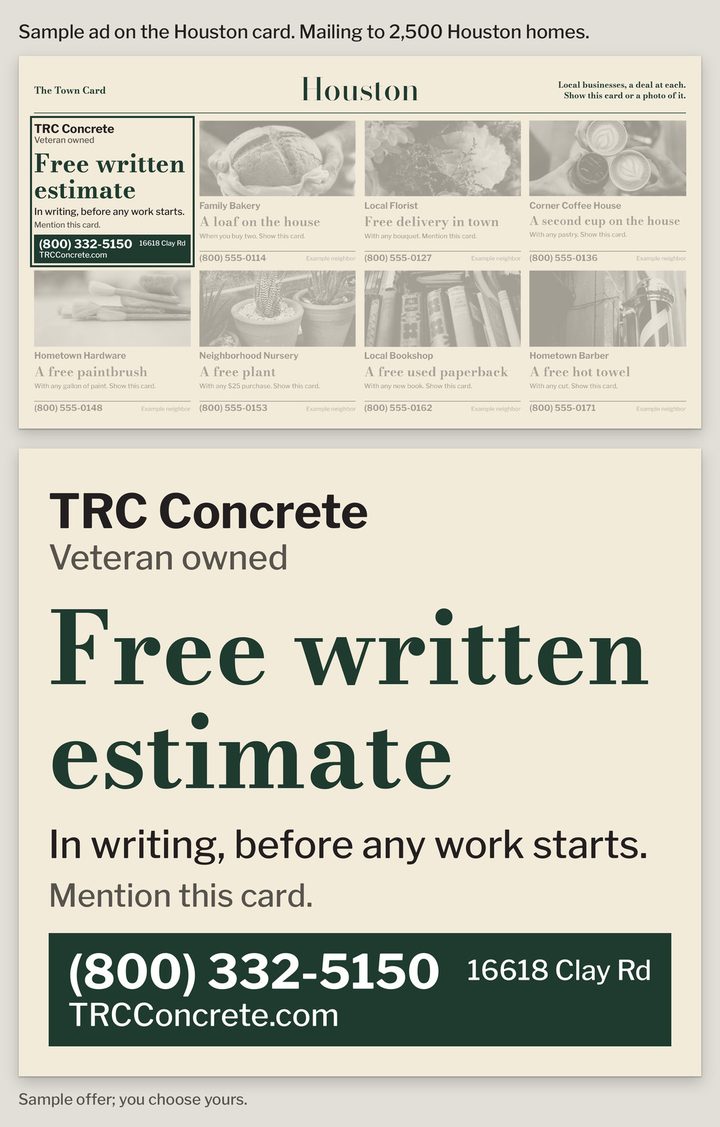 Sample ad on the Houston card. Mailing to 2,500 Houston homes.
The Town Card
Houston
Local businesses, a deal at each.
Show this card or a photo of it.
TRC Concrete
Veteran owned
Free written
estimate
In writing, before any work starts.
Mention this card.
(800) 332-5150 16618 Clay Rd
TRCConcrete.com
Family Bakery
A loaf on the house
When you buy two. Show this card.
(800) 555-0114 Example neighbor
Local Florist
Free delivery in town
With any bouquet. Mention this card.
(800) 555-0127 Example neighbor
Corner Coffee House
A second cup on the house
With any pastry. Show this card.
(800) 555-0136 Example neighbor
Hometown Hardware
A free paintbrush
With any gallon of paint. Show this card.
(800) 555-0148 Example neighbor
Neighborhood Nursery
A free plant
With any $25 purchase. Show this card.
(800) 555-0153 Example neighbor
Local Bookshop
A free used paperback
With any new book. Show this card.
(800) 555-0162 Example neighbor
Hometown Barber
A free hot towel
With any cut. Show this card.
(800) 555-0171 Example neighbor
TRC Concrete
Veteran owned
Free written
estimate
In writing, before any work starts.
Mention this card.
(800) 332-5150 16618 Clay Rd
TRCConcrete.com
Sample offer; you choose yours.